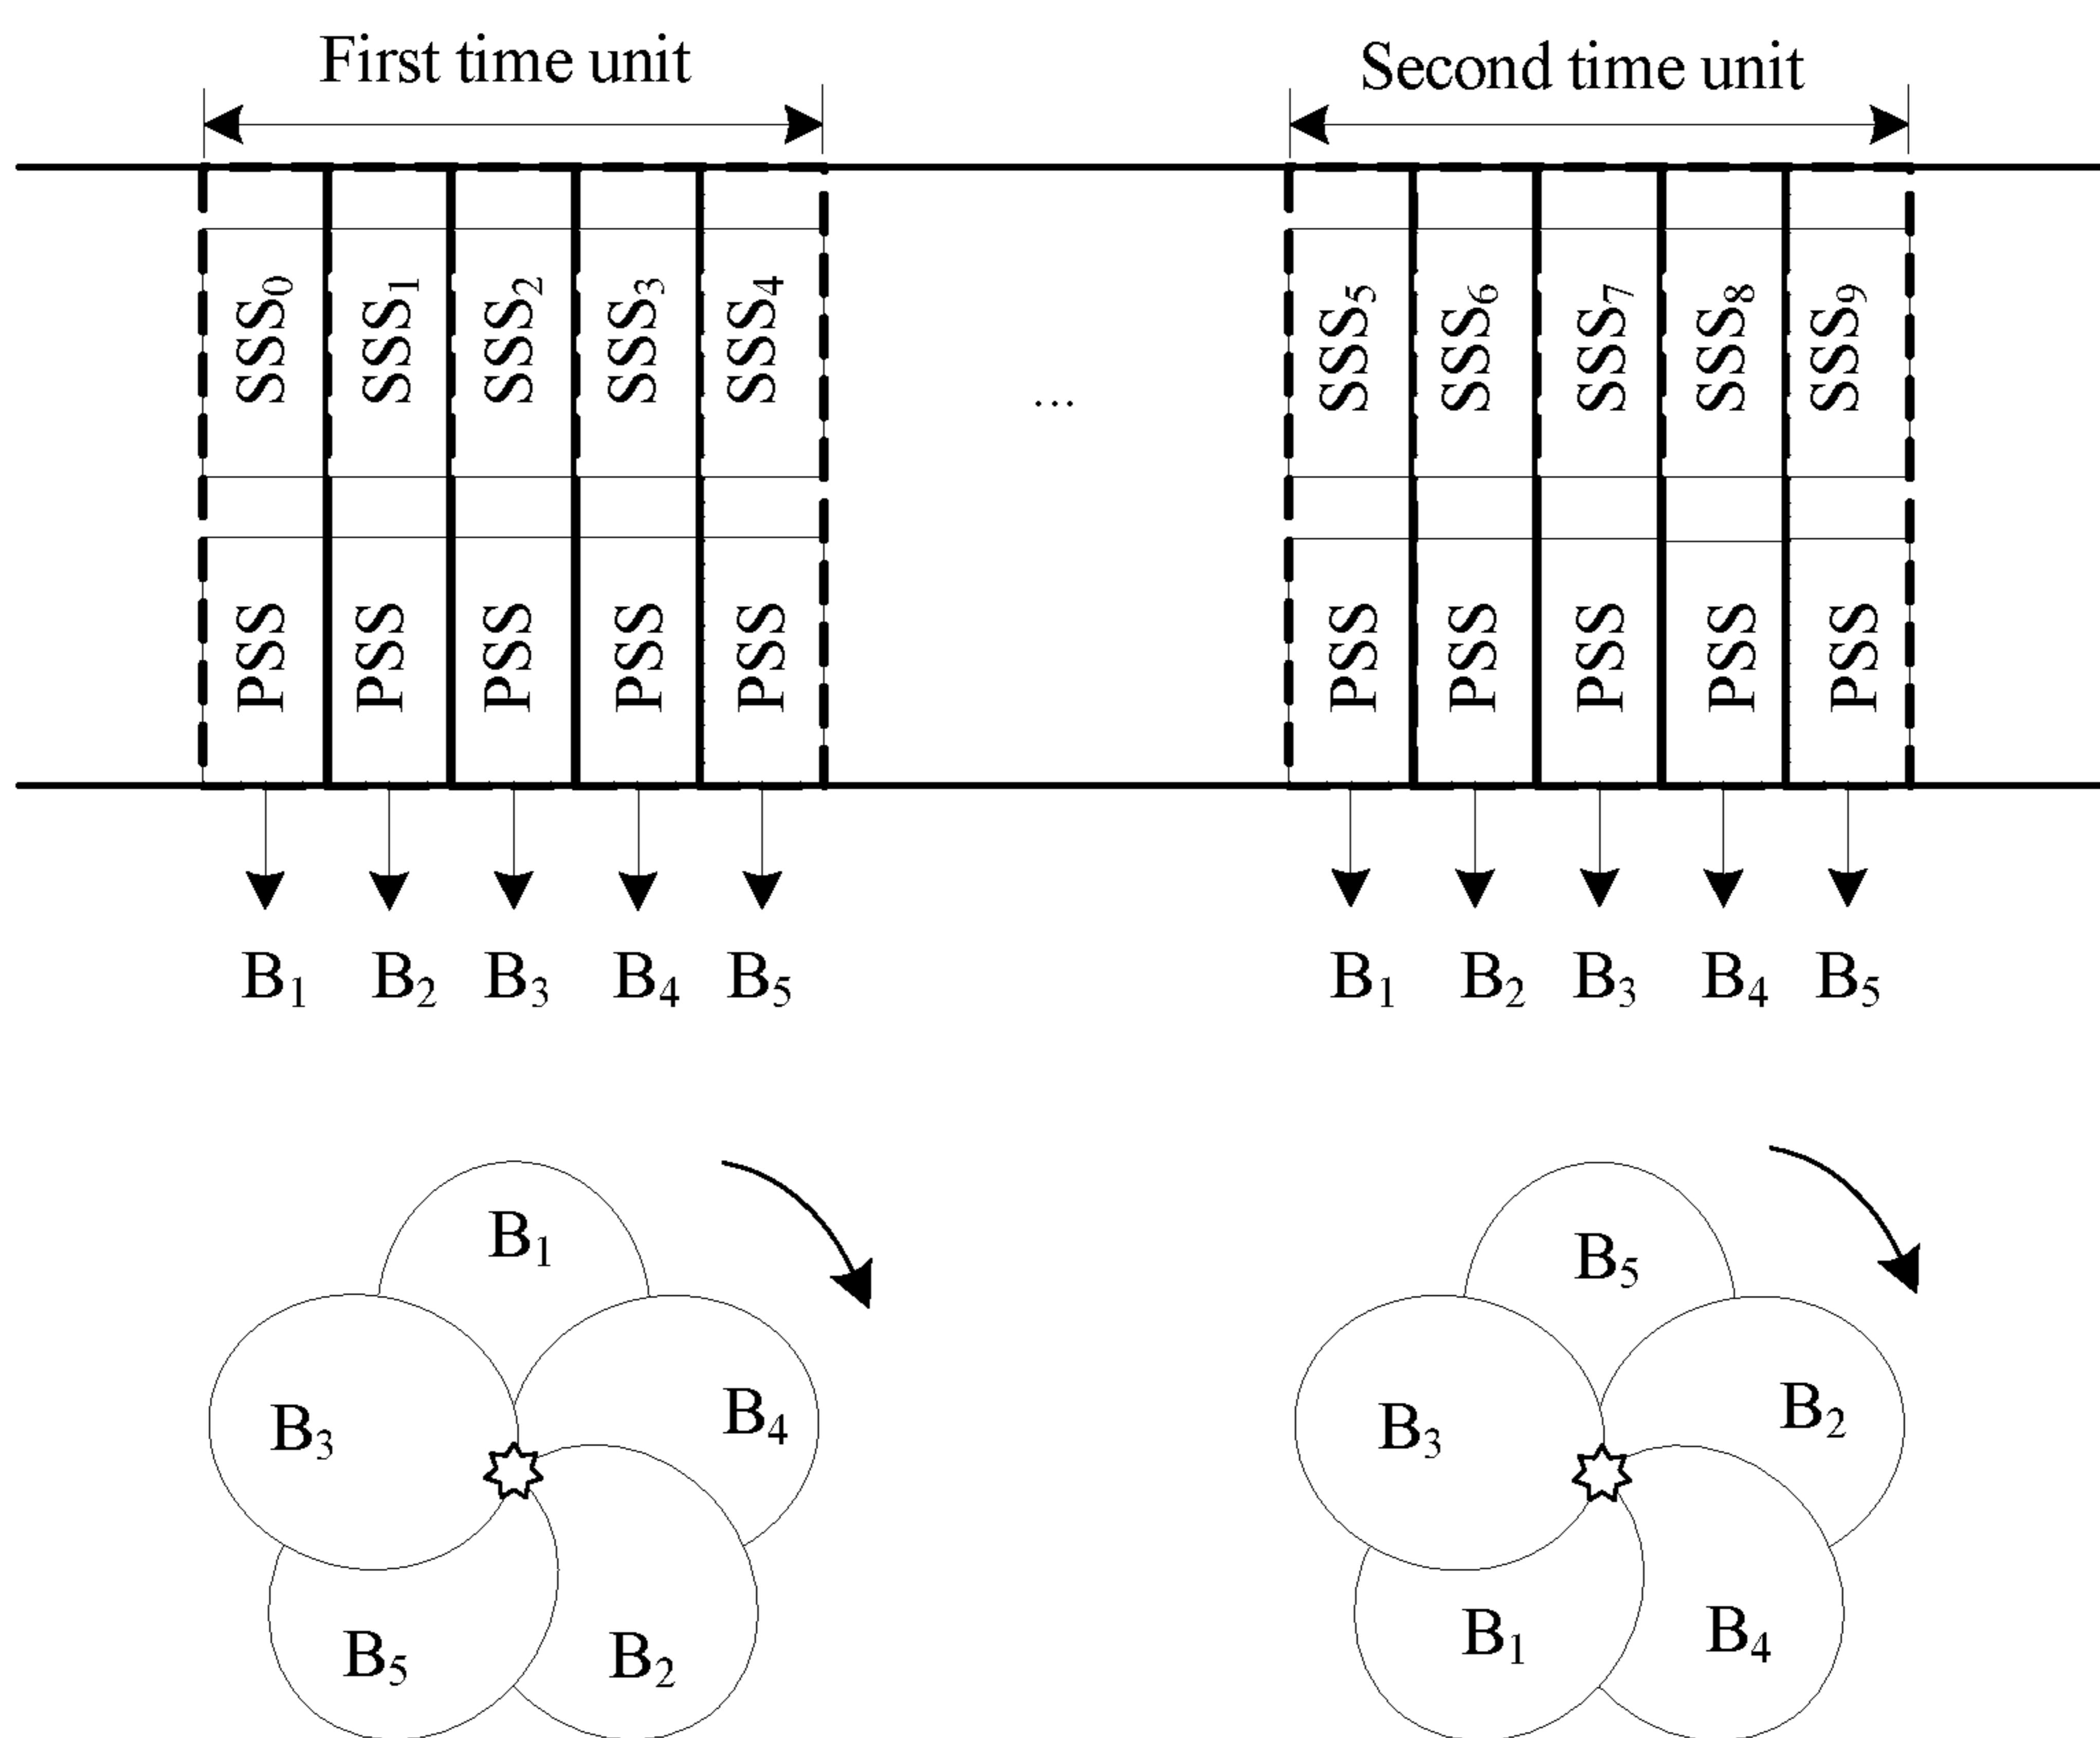 First time unit
Second time unit
SSS0 SSS1 SSS2 SSS3 SSS4
...
SSS5 SSS6 SSS7 SSS8 SSS9
PSS PSS PSS PSS PSS
PSS PSS PSS PSS PSS
B1 B2 B3 B4 B5
B1 B2 B3 B4 B5
B1
B4
B3
B5
B2
B5
B2
B3
B1
B4